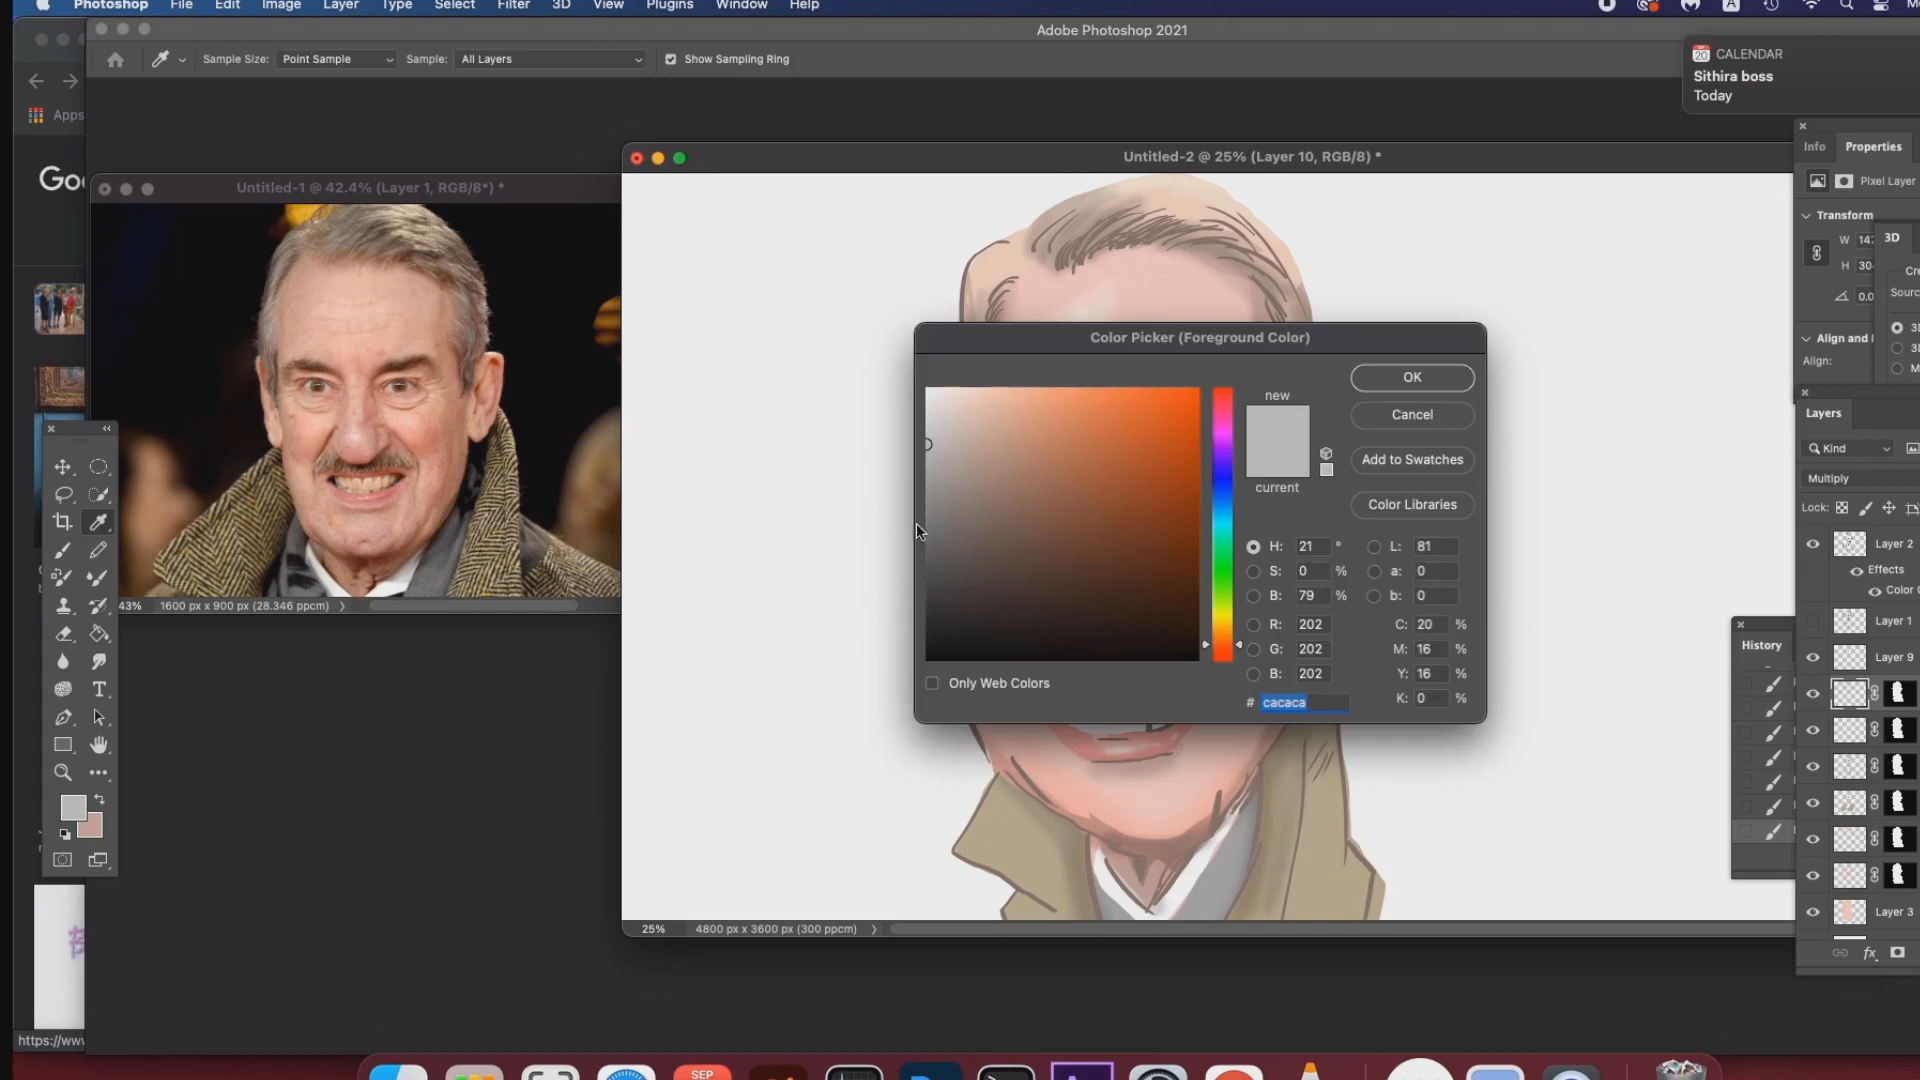 Photoshop File Edit Image Layer Type Select Filter 3D View Plugins Window Help
Adobe Photoshop 2021
Sample Size: Point Sample Sample: All Layers Show Sampling Ring
CALENDAR
Sithira boss
Today
Apps
Untitled-1 @ 42.4% (Layer 1, RGB/8*) *
Untitled-2 @ 25% (Layer 10, RGB/8) *
Info Properties
Pixel Layer
Transform
W 147
H 30
0.0
3D
Align and
Align:
Color Picker (Foreground Color)
new
current
OK
Cancel
Add to Swatches
Color Libraries
H: 21 ° L: 81
S: 0 % a: 0
B: 79 % b: 0
R: 202 C: 20 %
G: 202 M: 16 %
B: 202 Y: 16 %
# cacaca K: 0 %
Only Web Colors
43% 1600 px x 900 px (28.346 ppcm)
25% 4800 px x 3600 px (300 ppcm)
Layers
Kind
Multiply
Lock:
Layer 2
Effects
Color
Layer 1
Layer 9
Layer 3
fx
History
https://www
SEP